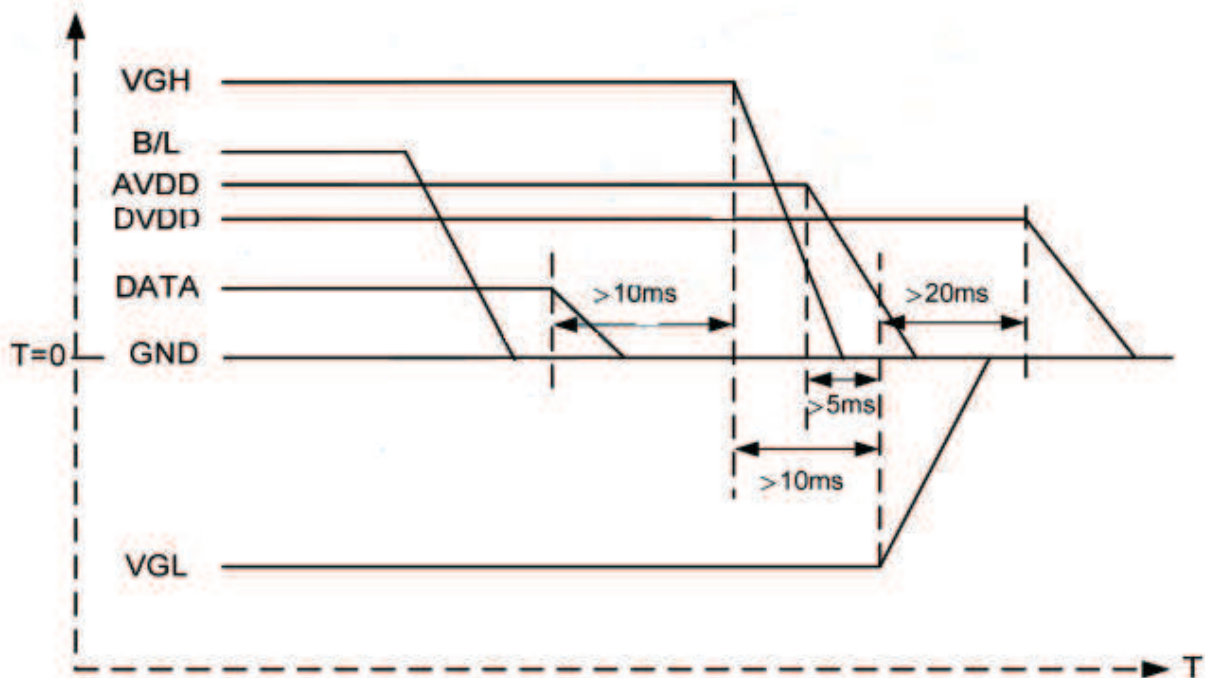 VGH
B/L
AVDD
DVDD
DATA
>10ms
>20ms
T=0
GND
>5ms
>10ms
VGL
T